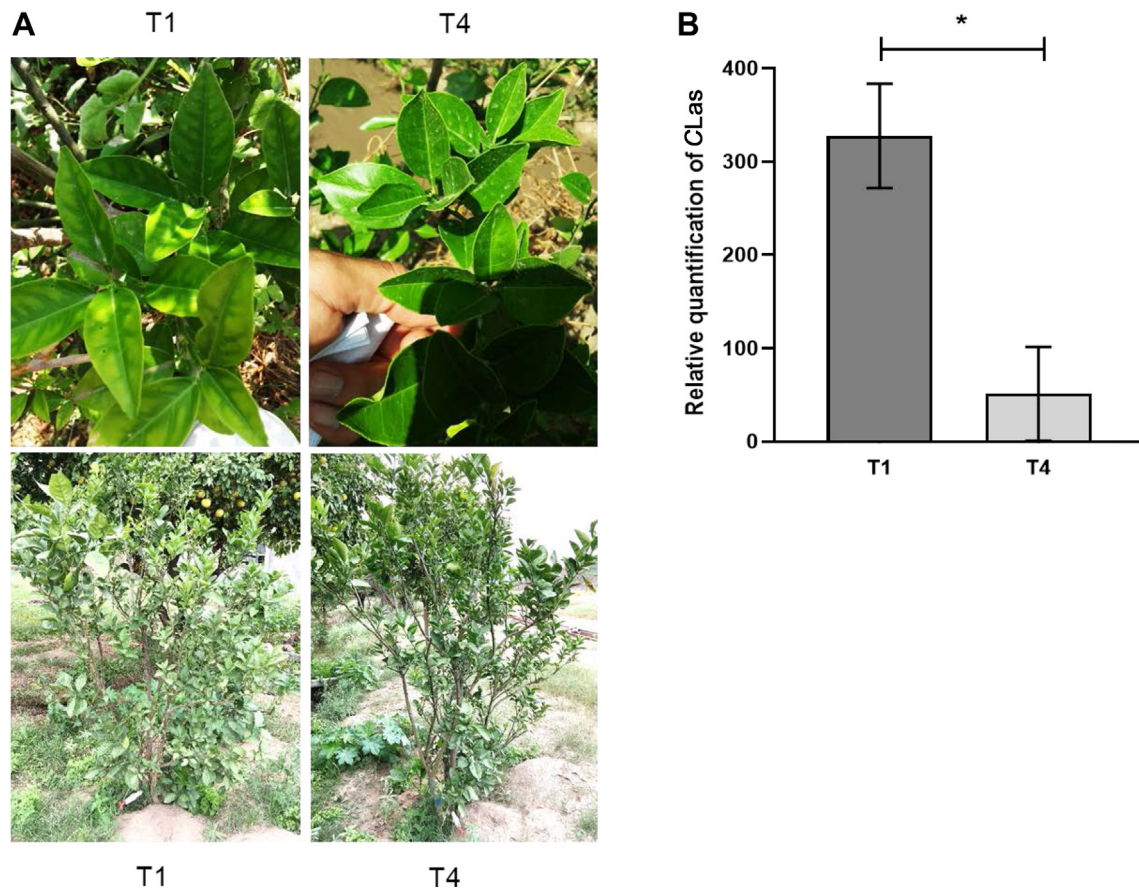 A
T1
T4
T1
T4
B
*
Relative quantification of CLas
400
300
200
100
0
T1
T4